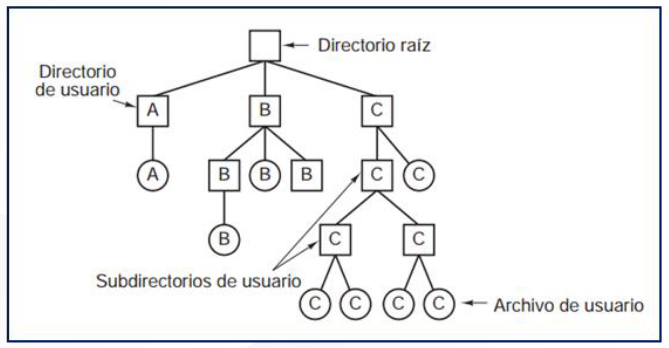 Directorio raíz
Directorio
de usuario
A B C
A B B B C C
B C C
Subdirectorios de usuario
C C C C
Archivo de usuario